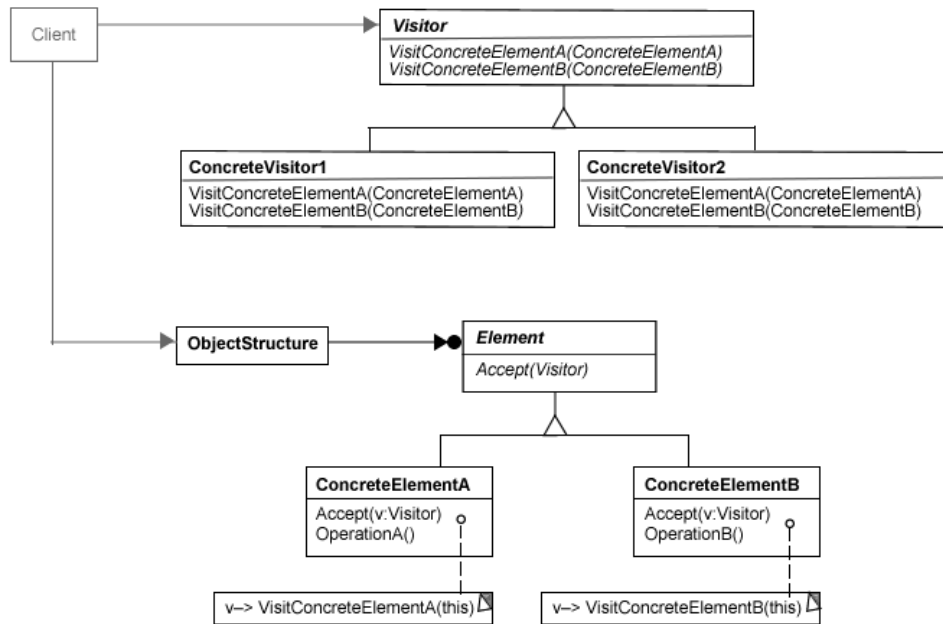 Client
Visitor
VisitConcreteElementA(ConcreteElementA)
VisitConcreteElementB(ConcreteElementB)
ConcreteVisitor1
VisitConcreteElementA(ConcreteElementA)
VisitConcreteElementB(ConcreteElementB)
ConcreteVisitor2
VisitConcreteElementA(ConcreteElementA)
VisitConcreteElementB(ConcreteElementB)
ObjectStructure
Element
Accept(Visitor)
ConcreteElementA
Accept(v:Visitor)
OperationA()
ConcreteElementB
Accept(v:Visitor)
OperationB()
v–> VisitConcreteElementA(this)
v–> VisitConcreteElementB(this)